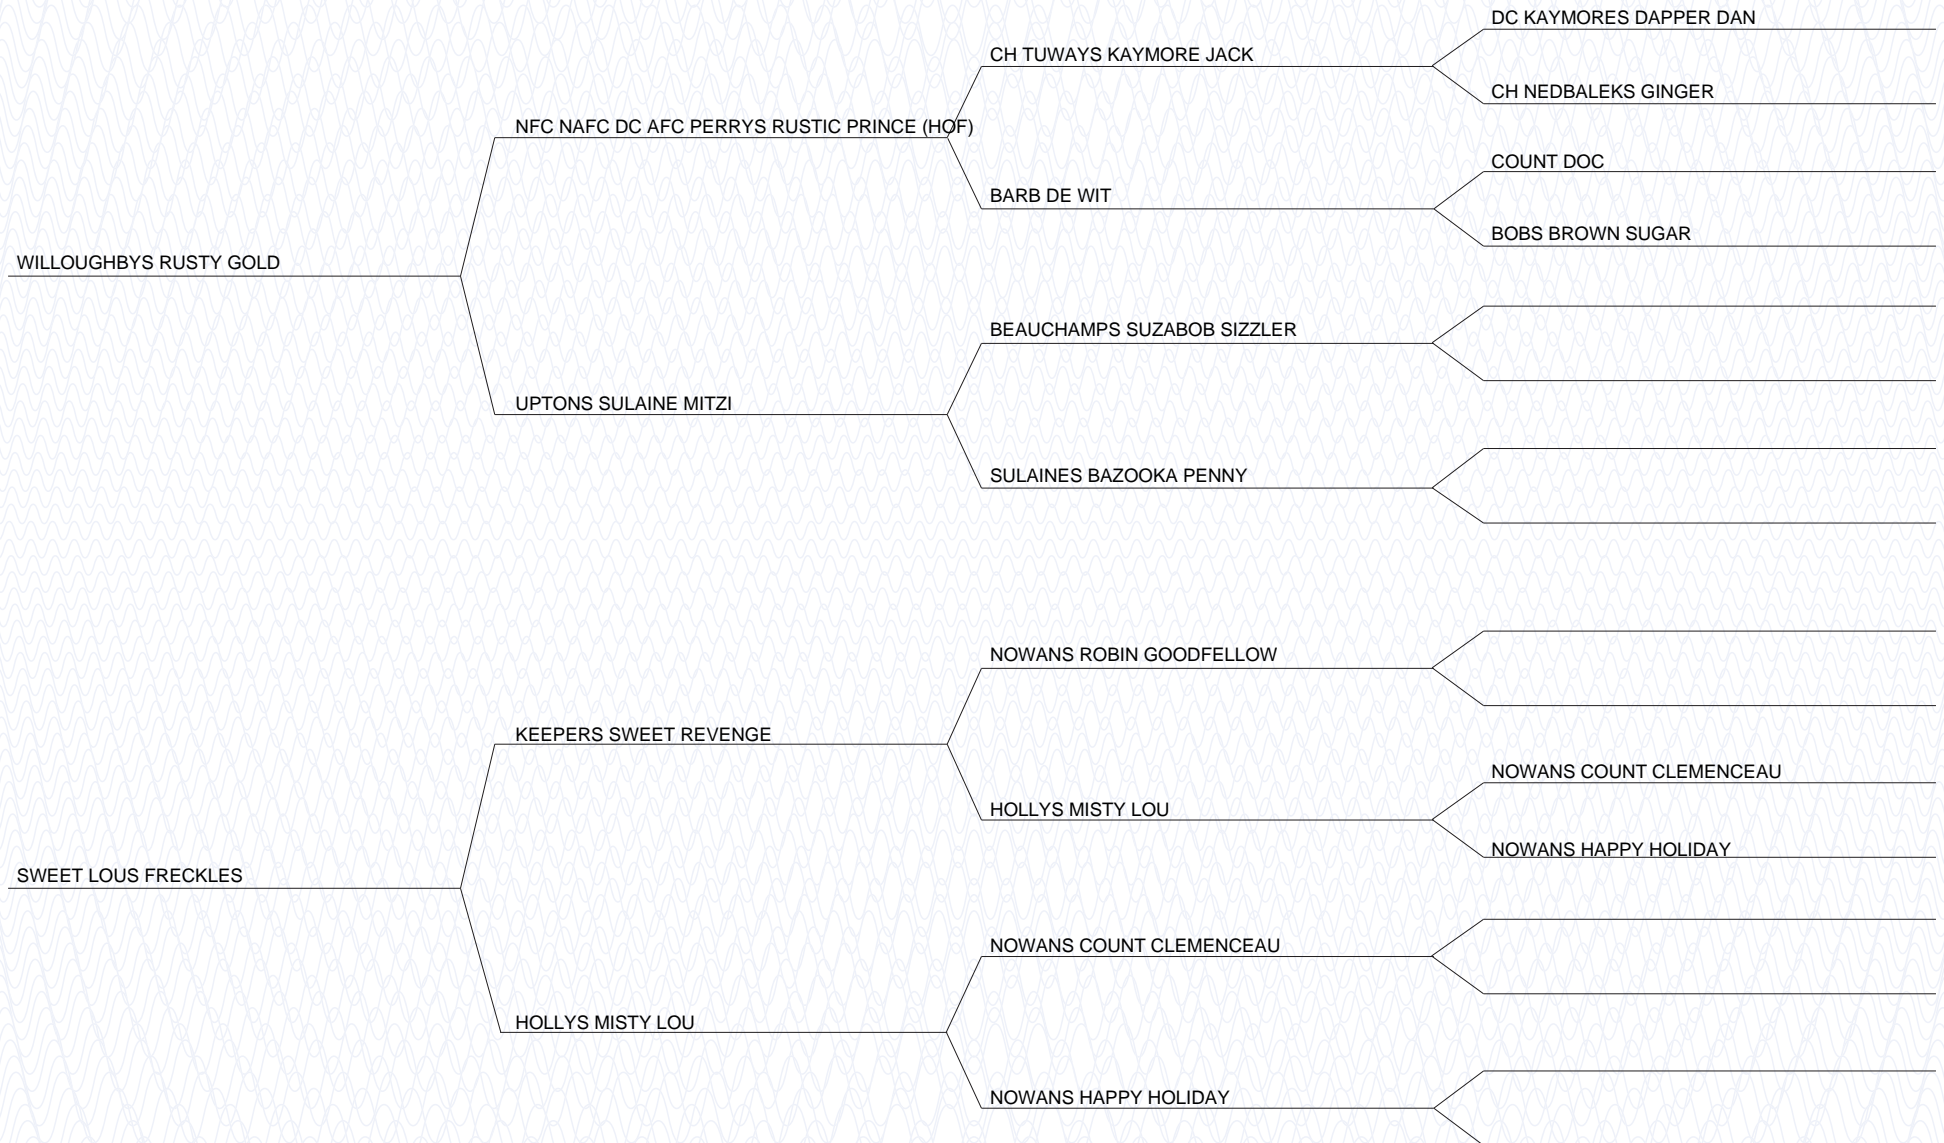 DC KAYMORES DAPPER DAN
CH TUWAYS KAYMORE JACK
CH NEDBALEKS GINGER
NFC NAFC DC AFC PERRYS RUSTIC PRINCE (HOF)
COUNT DOC
BARB DE WIT
BOBS BROWN SUGAR
WILLOUGHBYS RUSTY GOLD
BEAUCHAMPS SUZABOB SIZZLER
UPTONS SULAINE MITZI
SULAINES BAZOOKA PENNY
NOWANS ROBIN GOODFELLOW
KEEPERS SWEET REVENGE
NOWANS COUNT CLEMENCEAU
HOLLYS MISTY LOU
NOWANS HAPPY HOLIDAY
SWEET LOUS FRECKLES
NOWANS COUNT CLEMENCEAU
HOLLYS MISTY LOU
NOWANS HAPPY HOLIDAY